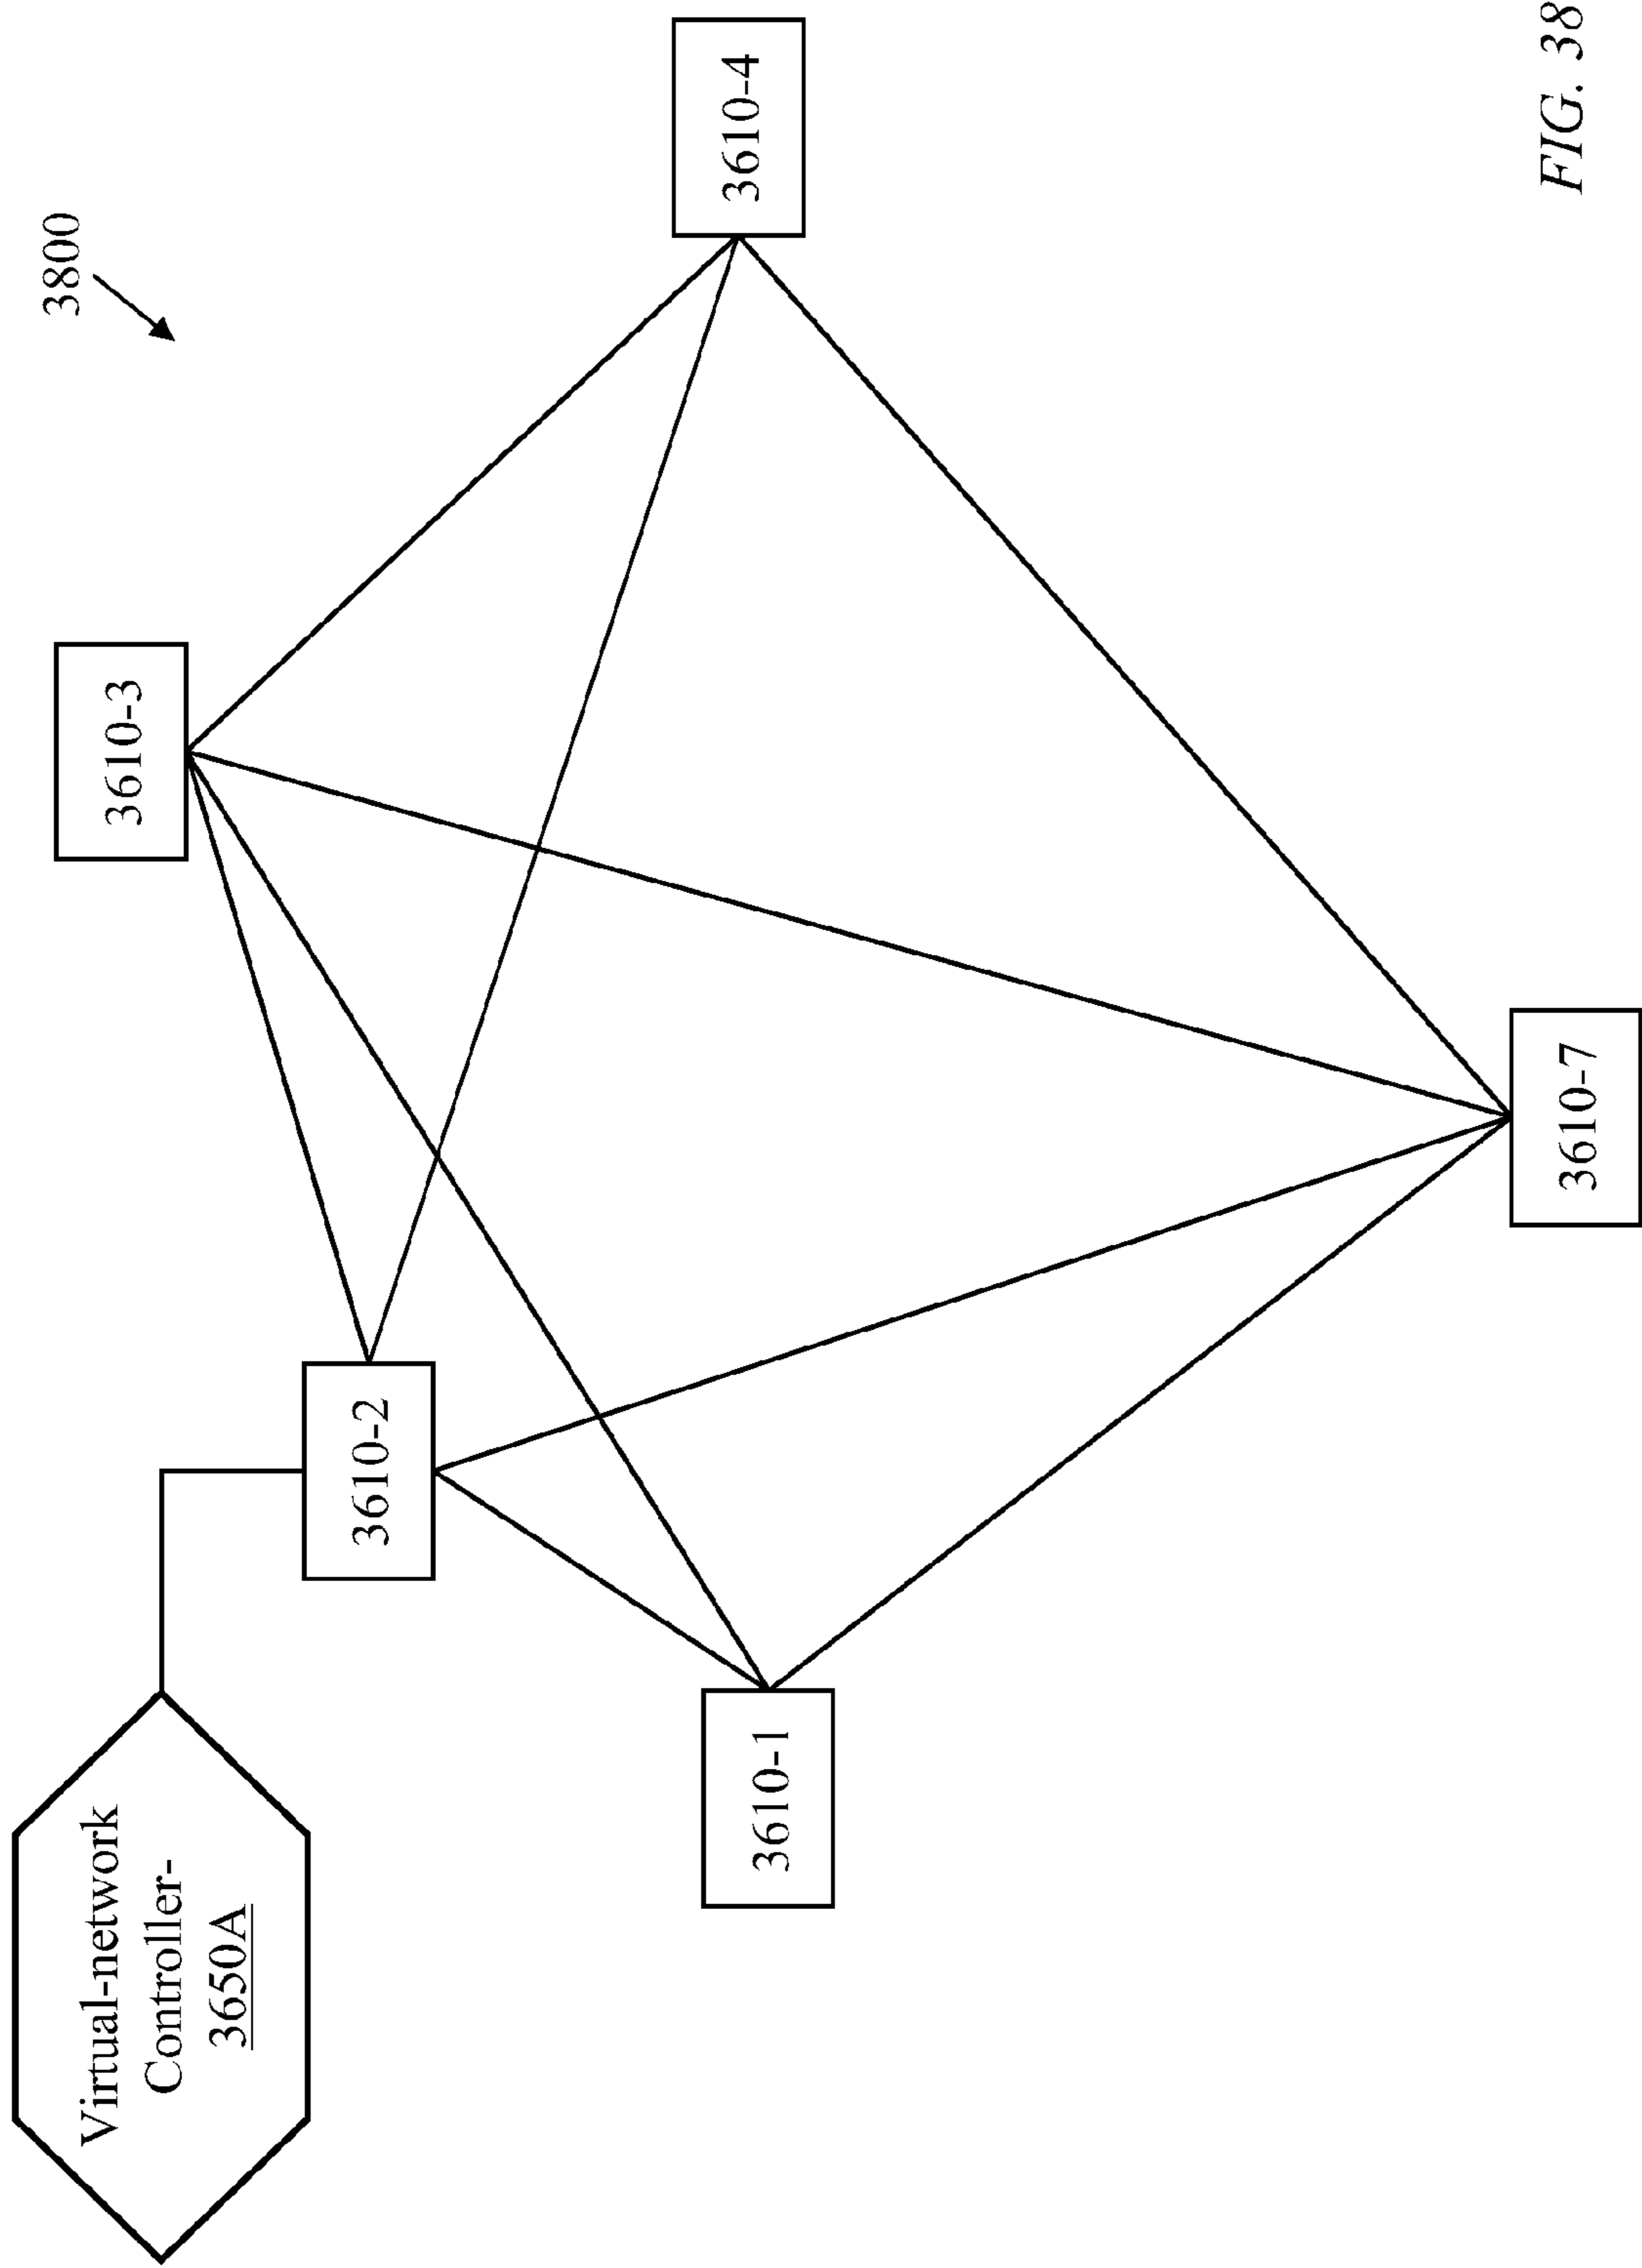 3800
Virtual-network
Controller-
3650A
3610-3
3610-2
3610-4
3610-1
3610-7
FIG. 38